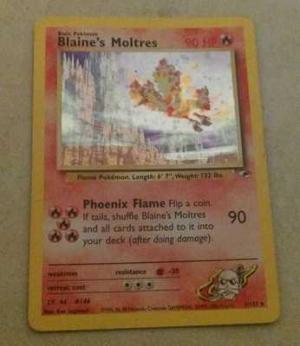 Basic Pokémon
Blaine's Moltres
90 HP
Flame Pokémon. Length: 6' 7", Weight: 132 lbs.
Phoenix Flame Flip a coin.
If tails, shuffle Blaine's Moltres
and all cards attached to it into
your deck (after doing damage).
90
weakness
resistance
-30
retreat cost
1/132